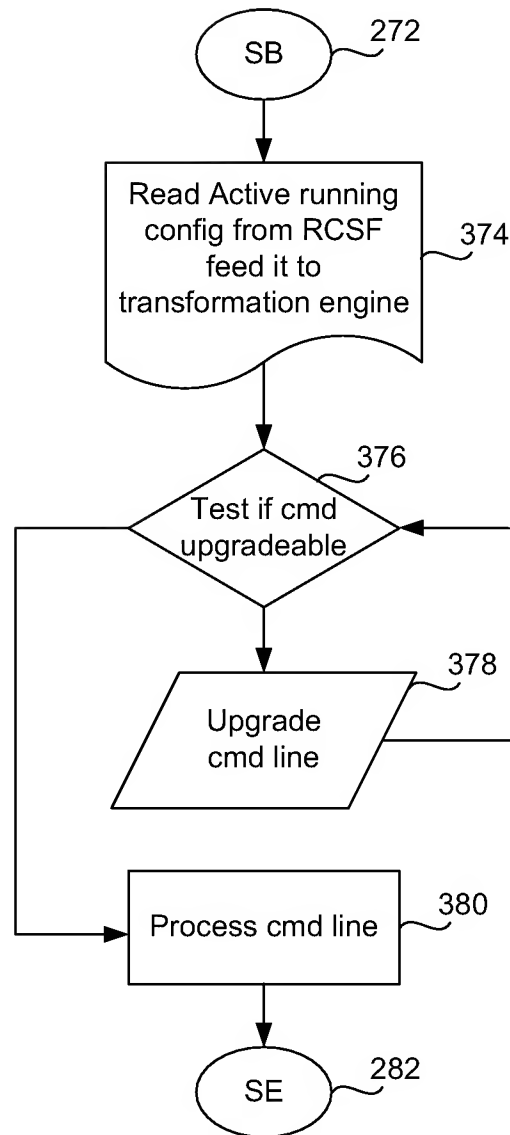 SB
272
Read Active running
config from RCSF
feed it to
transformation engine
374
376
Test if cmd
upgradeable
378
Upgrade
cmd line
Process cmd line
380
SE
282